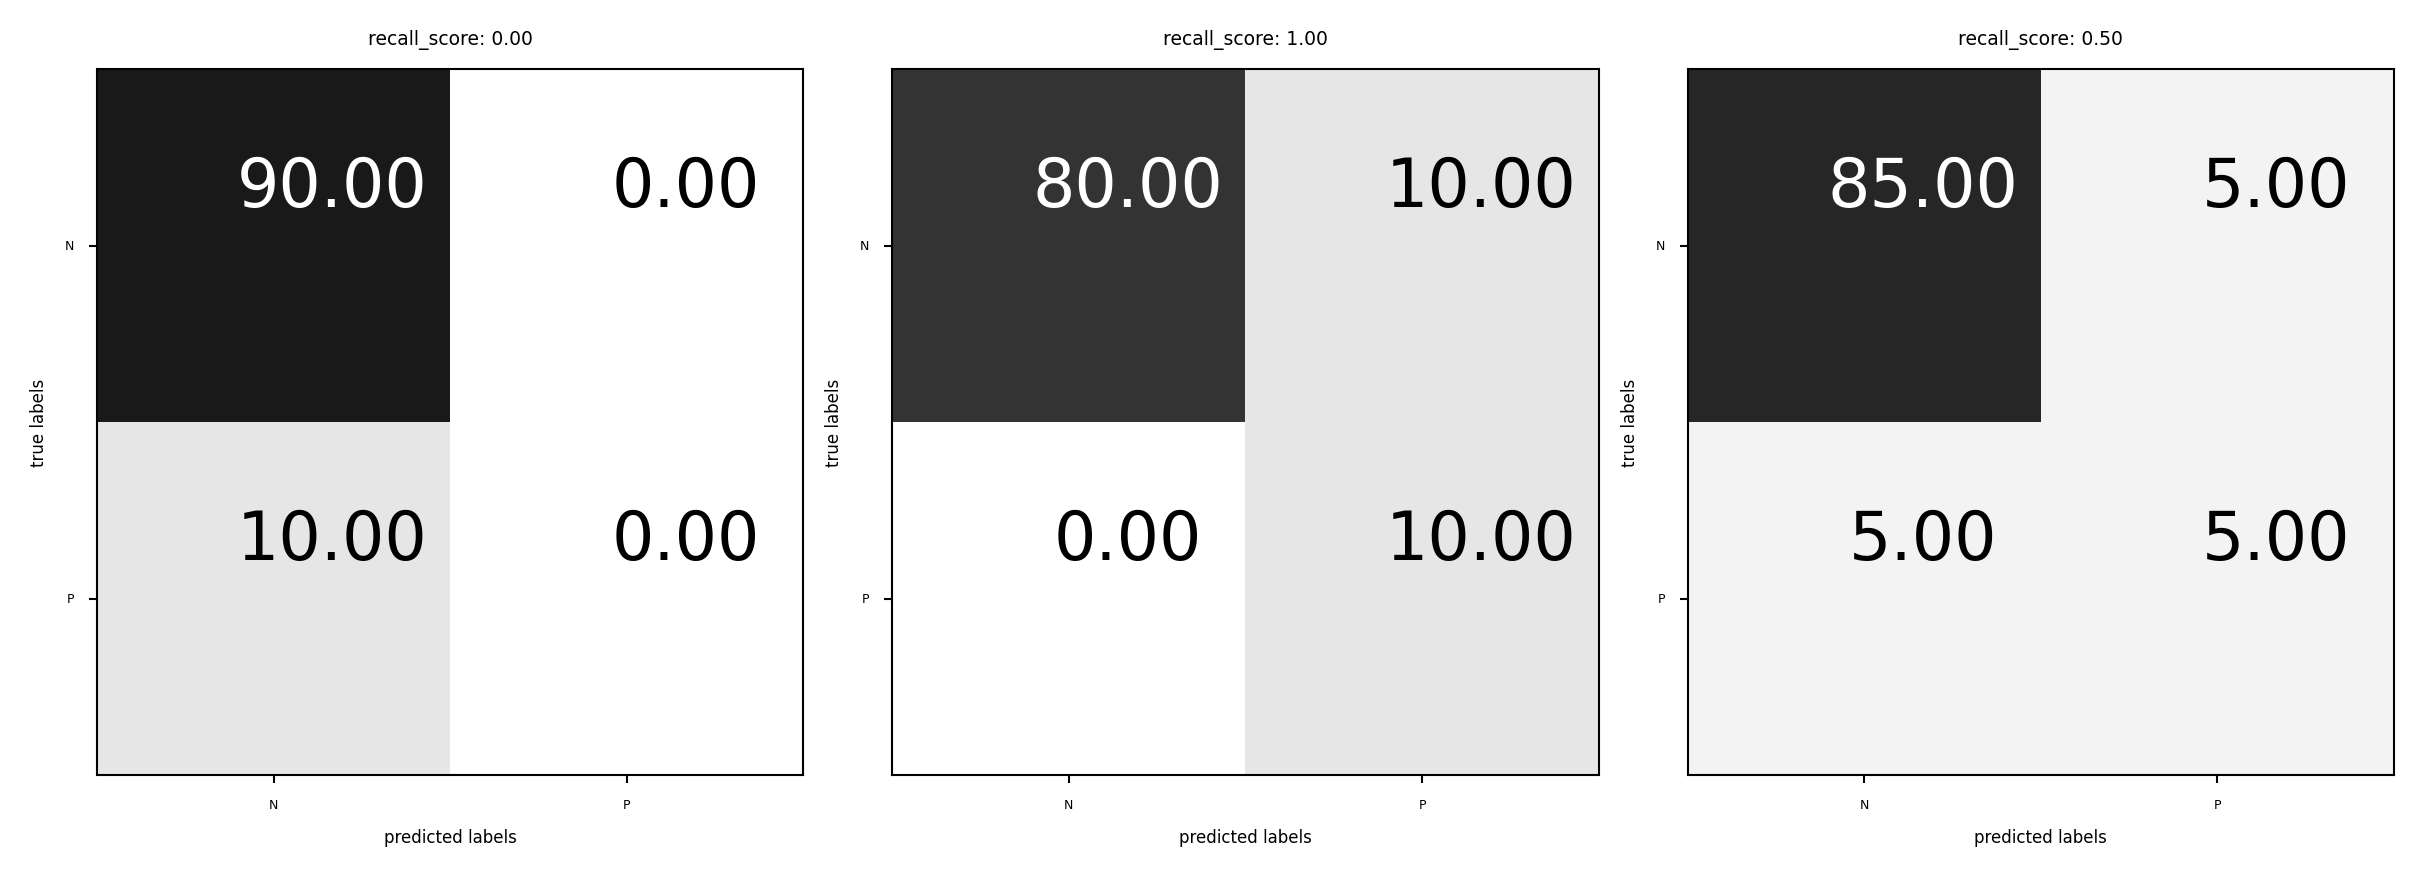 recall_score: 0.00
90.00 0.00
N
true labels
10.00 0.00
P
N P
predicted labels
recall_score: 1.00
80.00 10.00
N
true labels
0.00 10.00
P
N P
predicted labels
recall_score: 0.50
85.00 5.00
N
true labels
5.00 5.00
P
N P
predicted labels